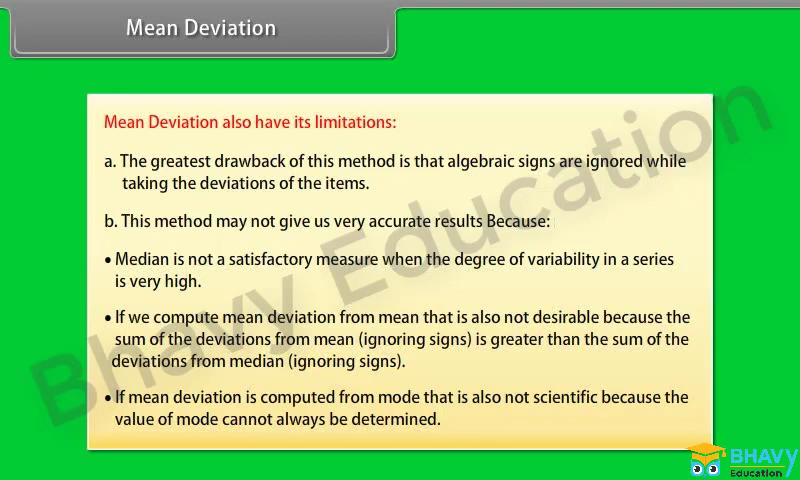 Mean Deviation
Mean Deviation also have its limitations:
a. The greatest drawback of this method is that algebraic signs are ignored while
taking the deviations of the items.
b. This method may not give us very accurate results Because:
• Median is not a satisfactory measure when the degree of variability in a series
is very high.
• If we compute mean deviation from mean that is also not desirable because the
sum of the deviations from mean (ignoring signs) is greater than the sum of the
deviations from median (ignoring signs).
• If mean deviation is computed from mode that is also not scientific because the
value of mode cannot always be determined.
Bhavy Education
BHAVY
Education